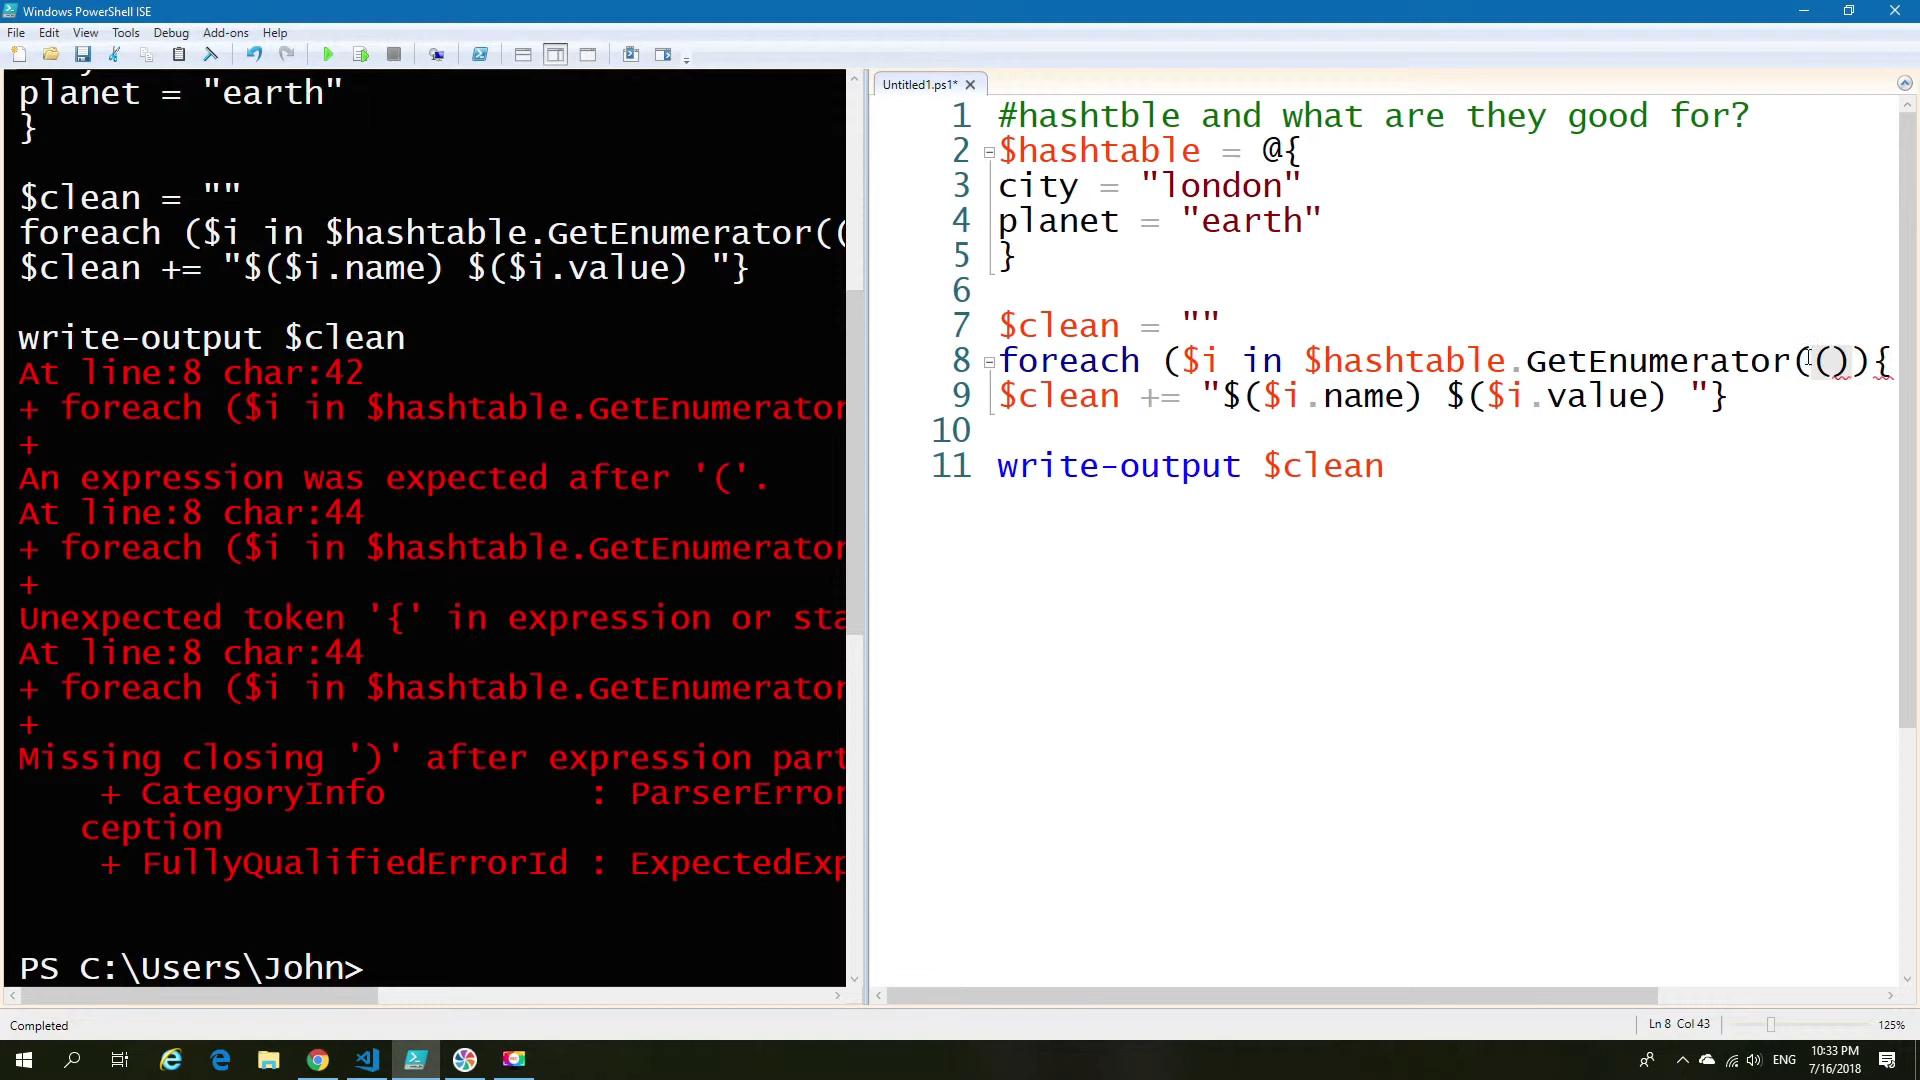 Windows PowerShell ISE
File Edit View Tools Debug Add-ons Help
planet = "earth"
}
$clean = ""
foreach ($i in $hashtable.GetEnumerator((
$clean += "$($i.name) $($i.value) "}
write-output $clean
At line:8 char:42
+ foreach ($i in $hashtable.GetEnumerator
+
An expression was expected after '('.
At line:8 char:44
+ foreach ($i in $hashtable.GetEnumerator
+
Unexpected token '{' in expression or sta
At line:8 char:44
+ foreach ($i in $hashtable.GetEnumerator
+
Missing closing ')' after expression part
+ CategoryInfo : ParserError
ception
+ FullyQualifiedErrorId : ExpectedExp
PS C:\Users\John>
Untitled1.ps1*
1 #hashtble and what are they good for?
2 $hashtable = @{
3 city = "london"
4 planet = "earth"
5 }
6
7 $clean = ""
8 foreach ($i in $hashtable.GetEnumerator(()){
9 $clean += "$($i.name) $($i.value) "}
10
11 write-output $clean
Completed
Ln 8 Col 43
125%
ENG
10:33 PM
7/16/2018